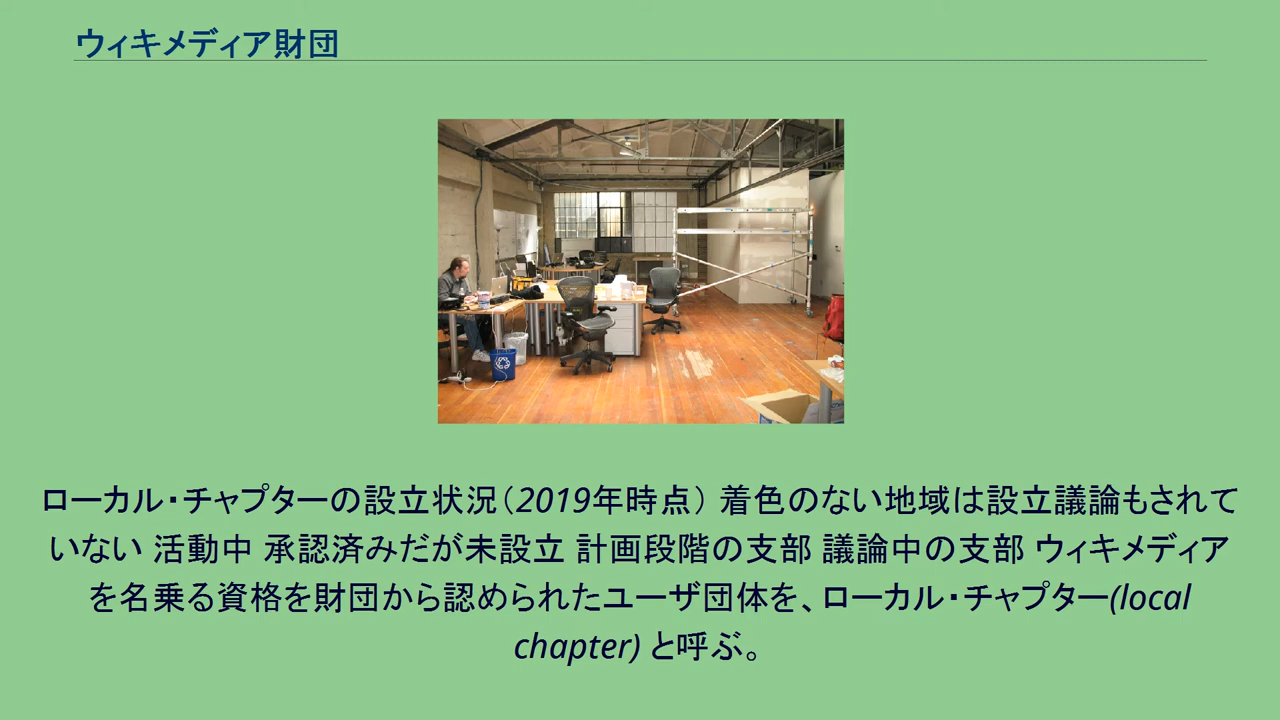 ウィキメディア財団
ローカル・チャプターの設立状況（2019年時点） 着色のない地域は設立議論もされて
いない 活動中 承認済みだが未設立 計画段階の支部 議論中の支部 ウィキメディア
を名乗る資格を財団から認められたユーザ団体を、ローカル・チャプター(local
chapter) と呼ぶ。